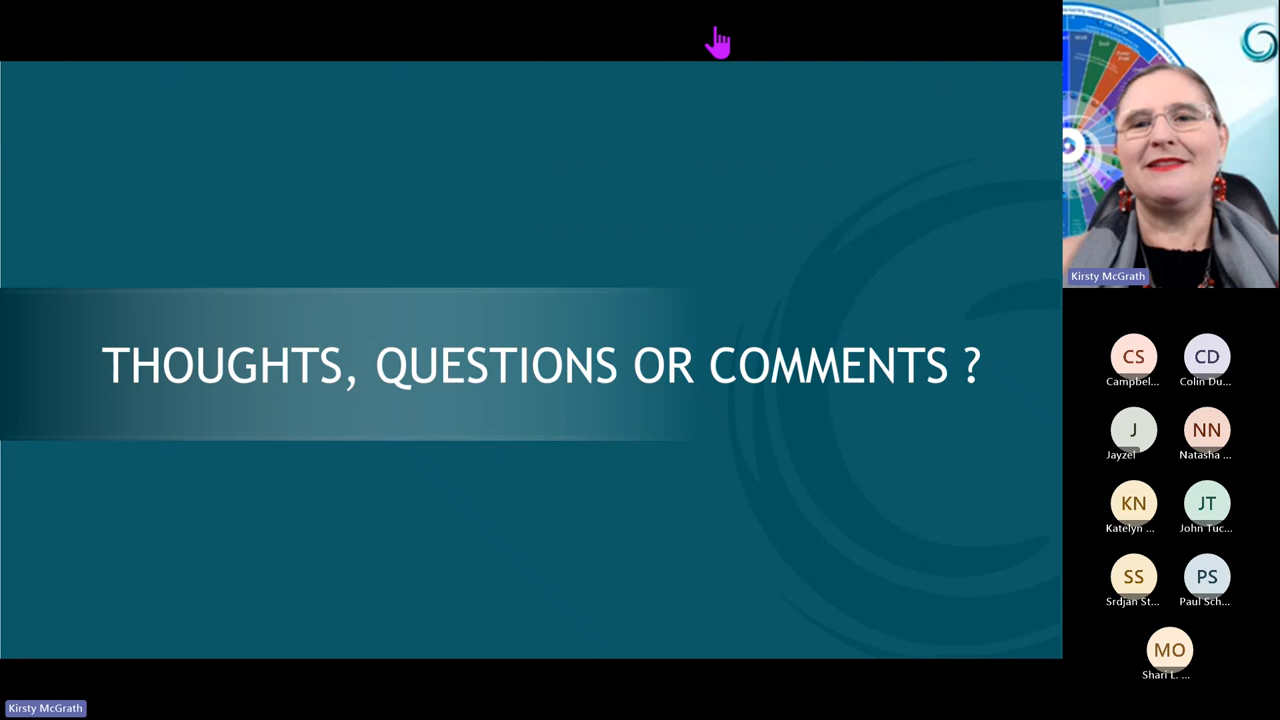 THOUGHTS, QUESTIONS OR COMMENTS ?
Kirsty McGrath
CS
CD
Campbel...
Colin Du...
J
NN
Jayzel
Natasha ...
KN
JT
Katelyn ...
John Tuc...
SS
PS
Srdjan St...
Paul Sch...
MO
Shari L. ...
Kirsty McGrath